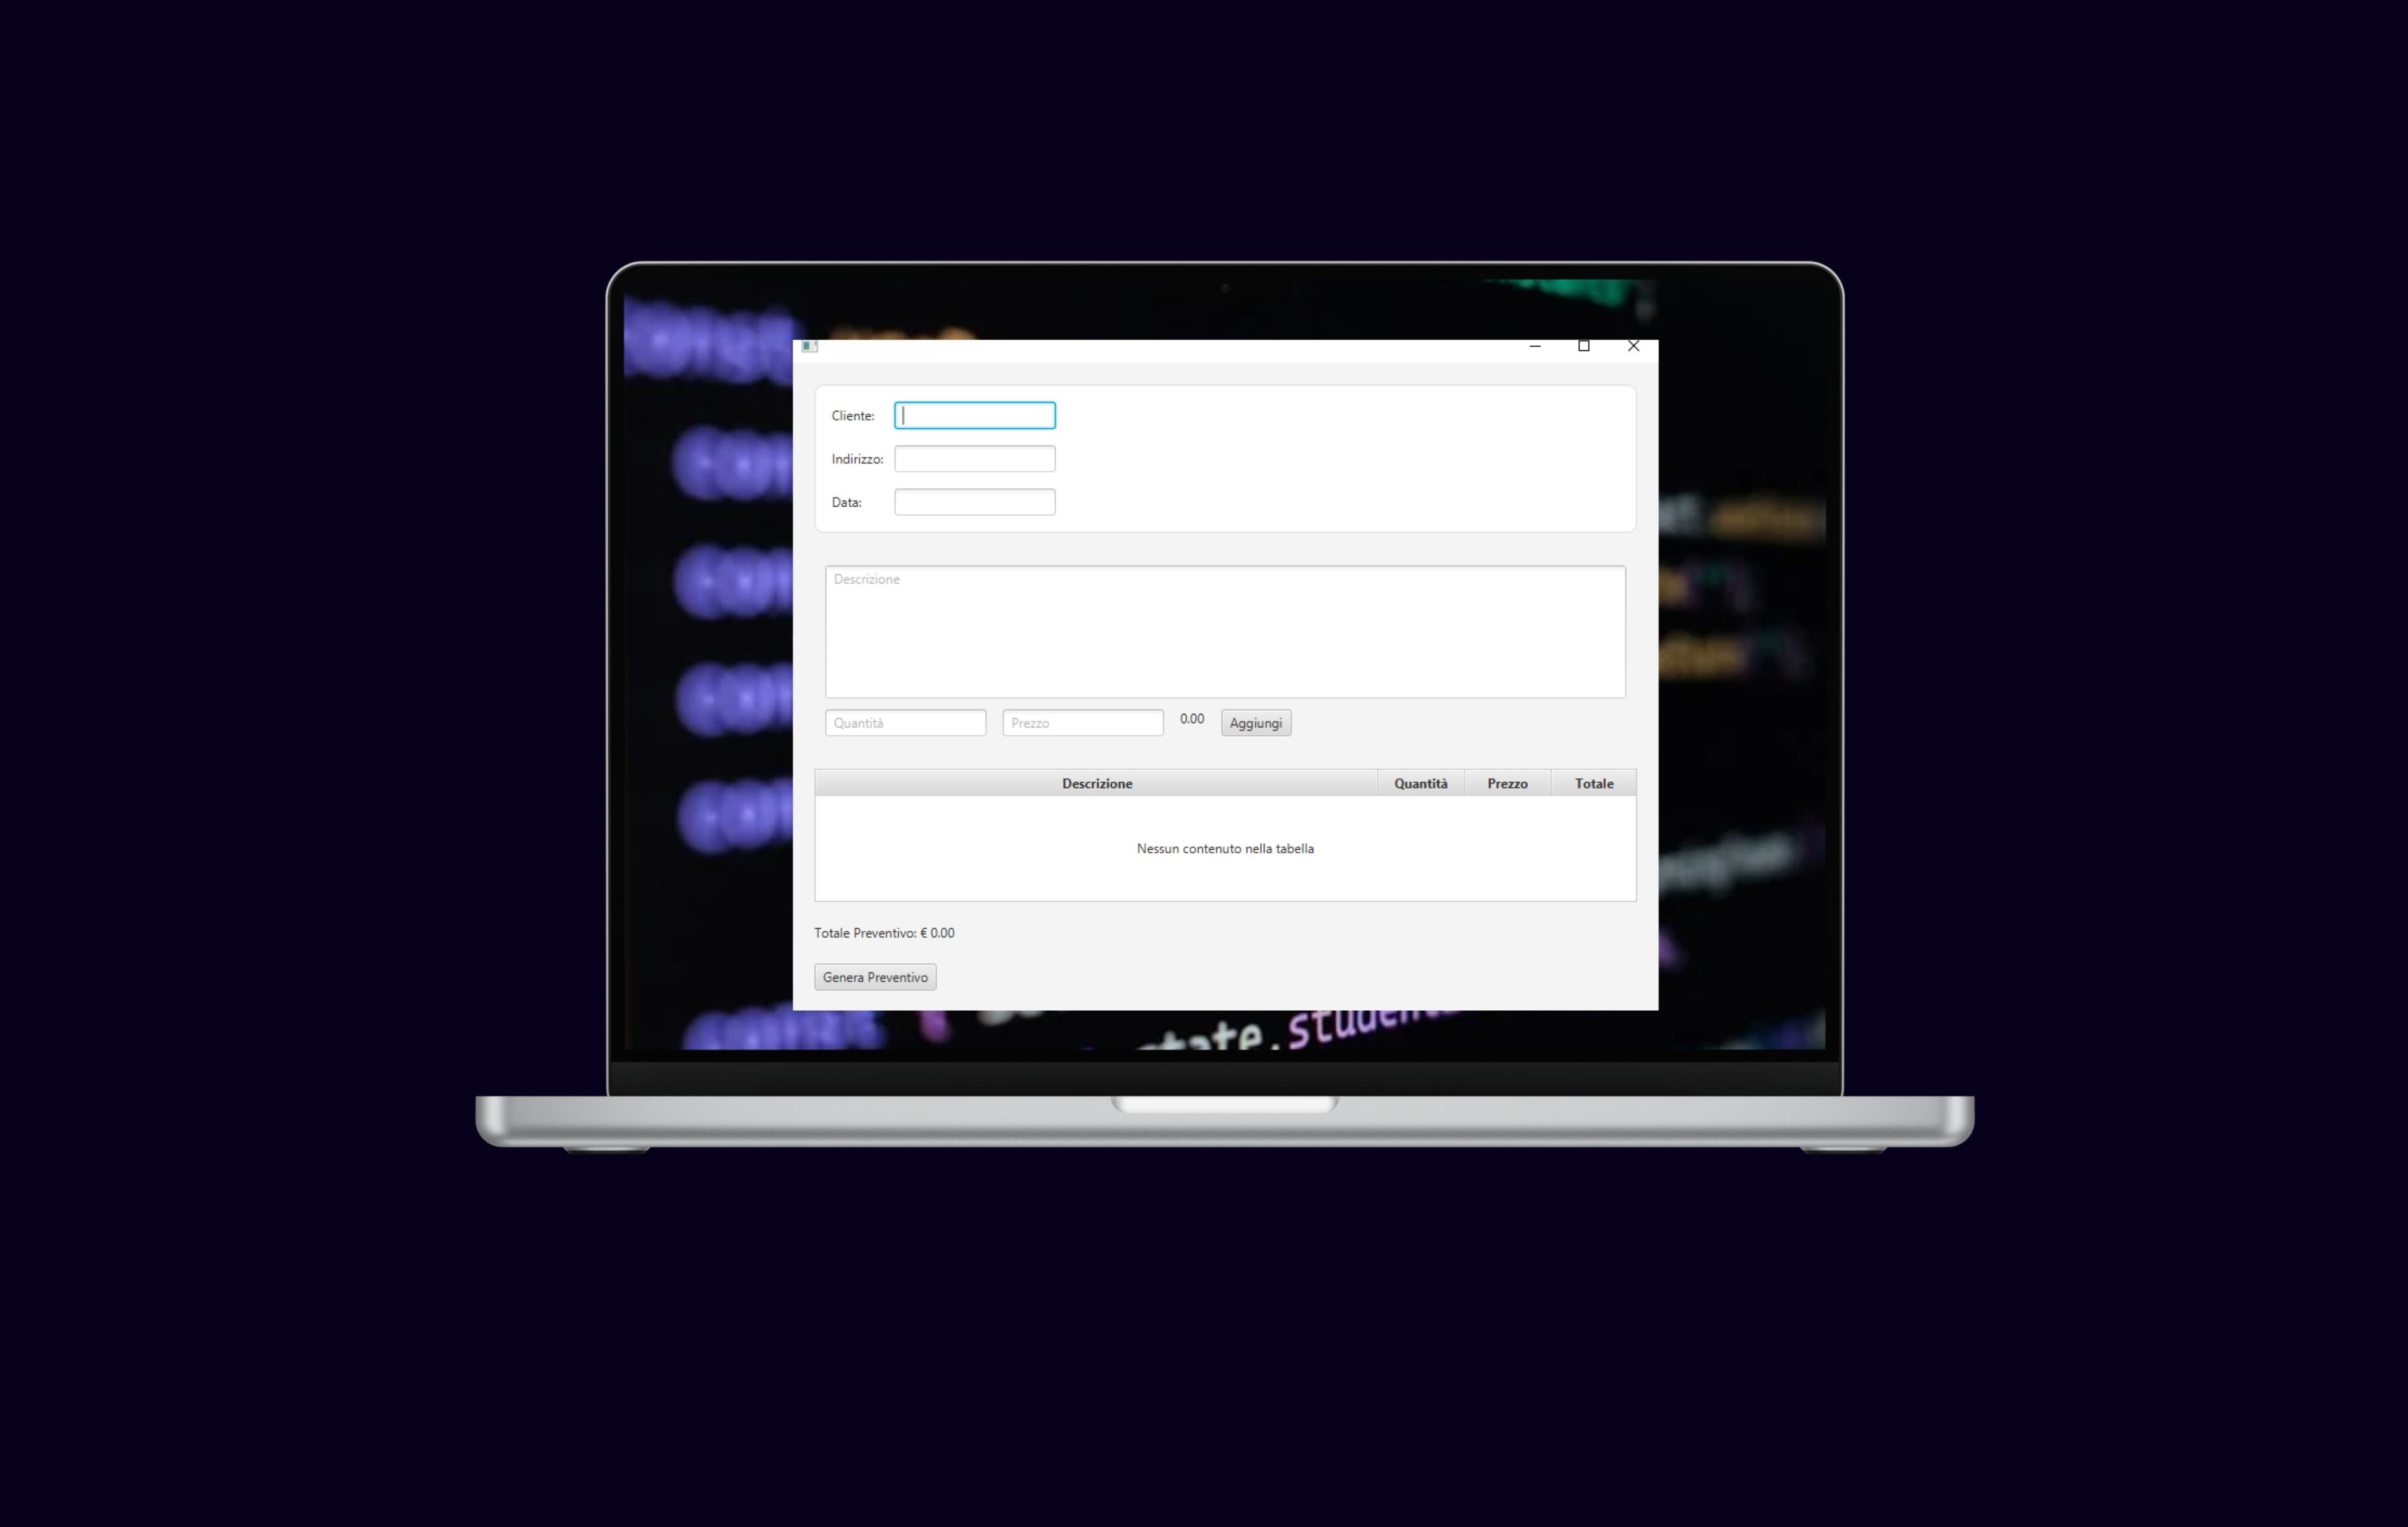 Cliente:
Indirizzo:
Data:
Descrizione
Quantità Prezzo 0.00 Aggiungi
Descrizione Quantità Prezzo Totale
Nessun contenuto nella tabella
Totale Preventivo: € 0.00
Genera Preventivo
state.student